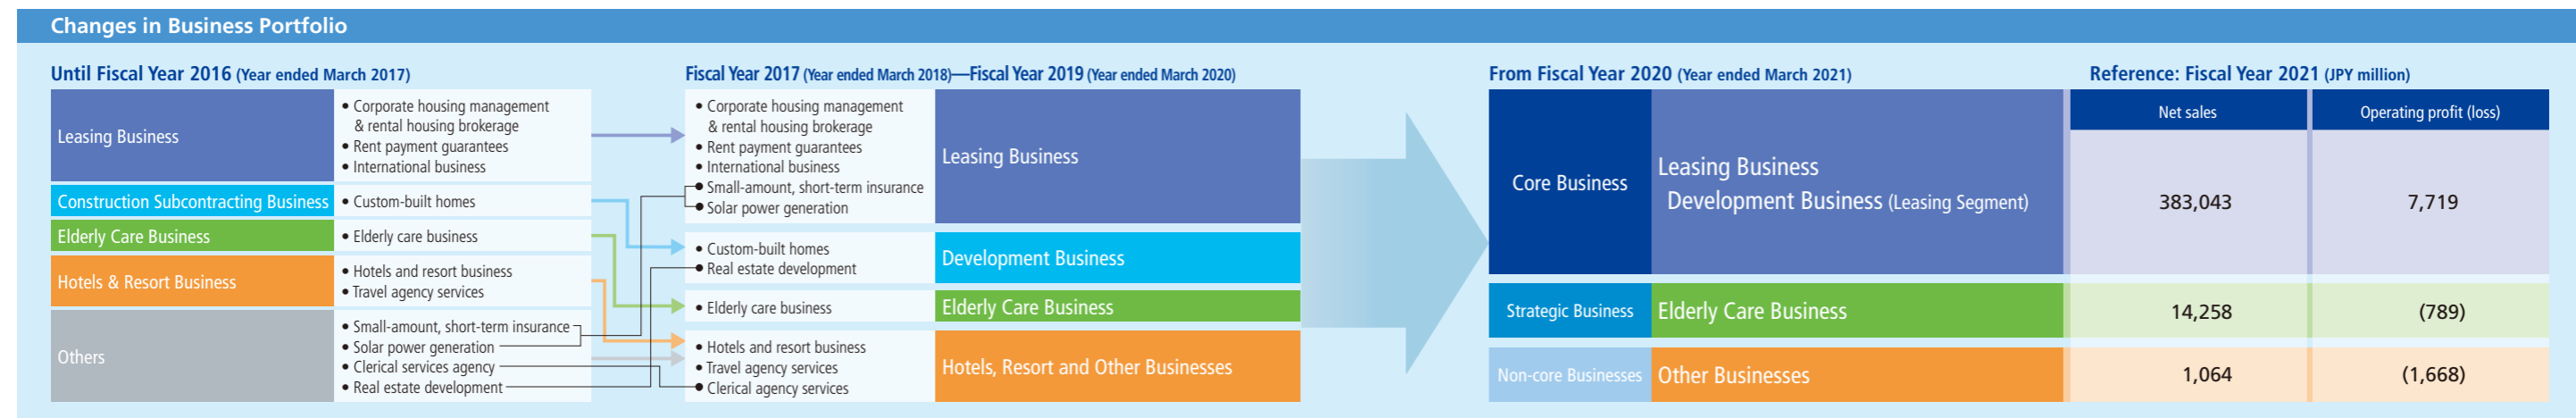 Changes in Business Portfolio
Until Fiscal Year 2016 (Year ended March 2017)
Leasing Business
• Corporate housing management
& rental housing brokerage
• Rent payment guarantees
• International business
Construction Subcontracting Business
• Custom-built homes
Elderly Care Business
• Elderly care business
Hotels & Resort Business
• Hotels and resort business
• Travel agency services
Others
• Small-amount, short-term insurance
• Solar power generation
• Clerical services agency
• Real estate development
Fiscal Year 2017 (Year ended March 2018)—Fiscal Year 2019 (Year ended March 2020)
• Corporate housing management
& rental housing brokerage
• Rent payment guarantees
• International business
• Small-amount, short-term insurance
• Solar power generation
Leasing Business
• Custom-built homes
• Real estate development
Development Business
• Elderly care business
Elderly Care Business
• Hotels and resort business
• Travel agency services
• Clerical agency services
Hotels, Resort and Other Businesses
From Fiscal Year 2020 (Year ended March 2021)
Reference: Fiscal Year 2021 (JPY million)
Net sales
Operating profit (loss)
Core Business
Leasing Business
Development Business (Leasing Segment)
383,043
7,719
Strategic Business
Elderly Care Business
14,258
(789)
Non-core Businesses
Other Businesses
1,064
(1,668)